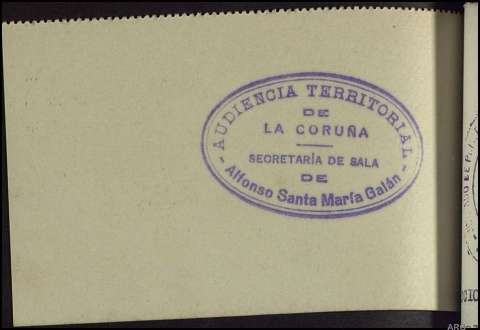 AUDIENCIA TERRITORIAL
DE
LA CORUÑA
SECRETARÍA DE SALA
DE
- Alfonso Santa María Galán -